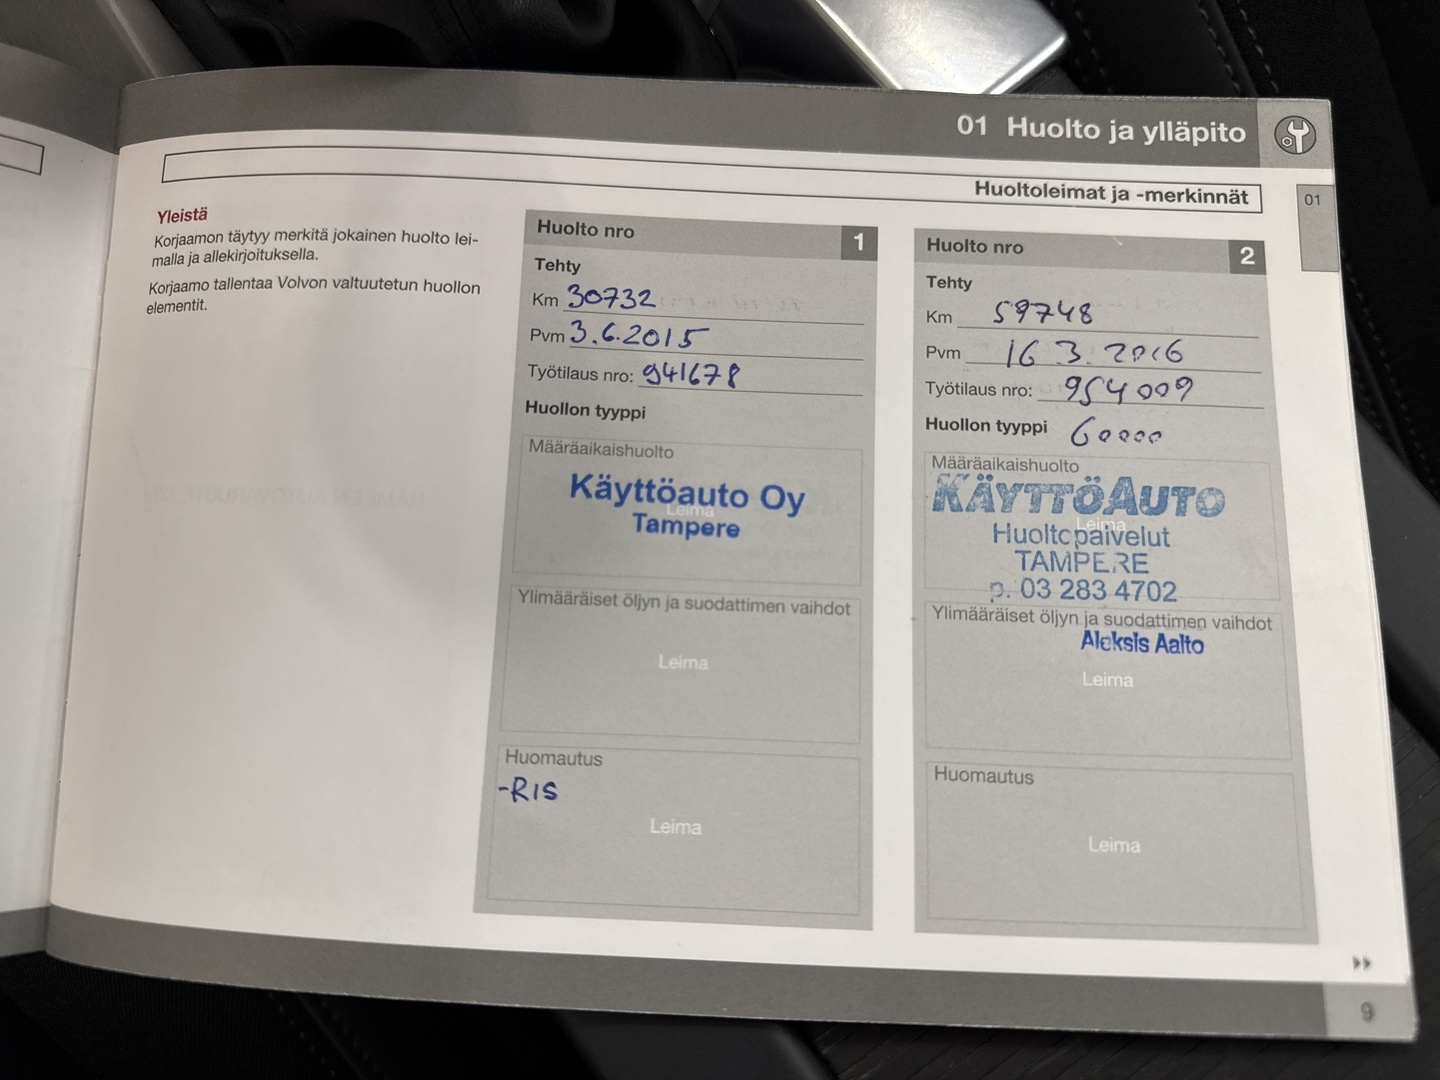 01 Huolto ja ylläpito
Huoltoleimat ja -merkinnät
01
Yleistä
Korjaamon täytyy merkitä jokainen huolto lei-
malla ja allekirjoituksella.
Korjaamo tallentaa Volvon valtuutetun huollon
elementit.
Huolto nro 1
Tehty
Km 30732
Pvm 3.6.2015
Työtilaus nro: 941678
Huollon tyyppi
Määräaikaishuolto
Käyttöauto Oy
Leima
Tampere
Ylimääräiset öljyn ja suodattimen vaihdot
Leima
Huomautus
-RIS
Leima
Huolto nro 2
Tehty
Km 59748
Pvm 16 3. 2016
Työtilaus nro: 954009
Huollon tyyppi 60000
Määräaikaishuolto
KÄYTTÖAUTO
Leima
Huoltopalvelut
TAMPERE
p. 03 283 4702
Ylimääräiset öljyn ja suodattimen vaihdot
Aleksis Aalto
Leima
Huomautus
Leima
9